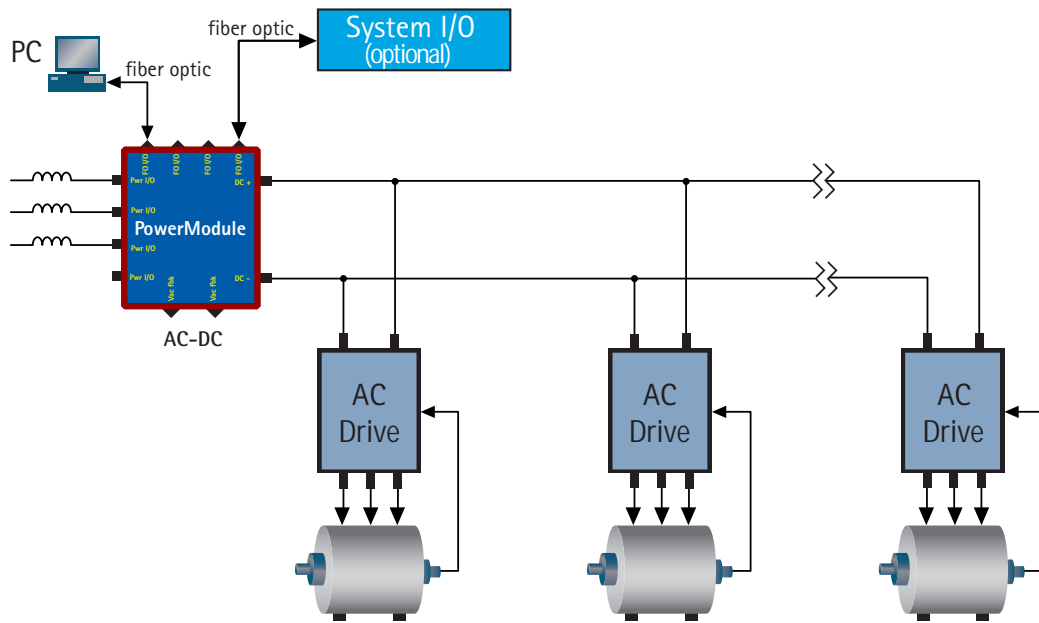 fiber optic
System I/O
(optional)
PC
fiber optic
FO I/O
FO I/O
FO I/O
FO I/O
Pwr I/O
DC +
Pwr I/O
PowerModule
Pwr I/O
Pwr I/O
Vac fbk
Vac fbk
DC –
AC-DC
AC
Drive
AC
Drive
AC
Drive